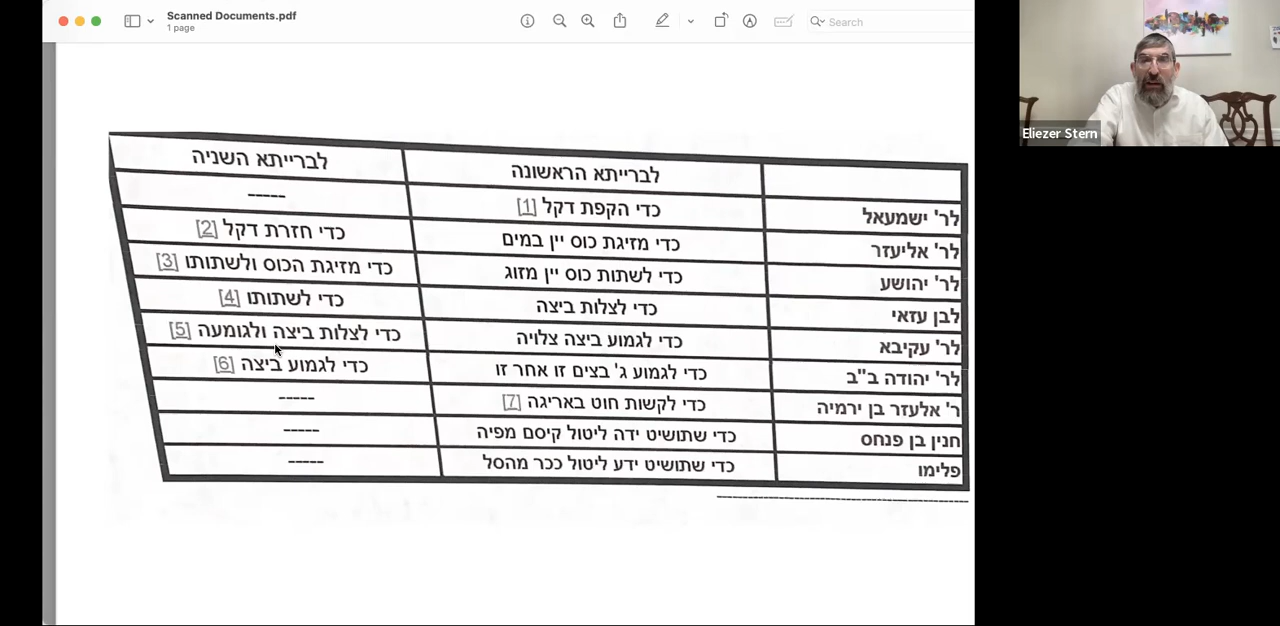 Scanned Documents.pdf
1 page
Search
Eliezer Stern
לברייתא הראשונה לברייתא השניה
לר' ישמעאל כדי הקפת דקל [1] -----
לר' אליעזר כדי מזיגת כוס יין במים כדי חזרת דקל [2]
לר' יהושע כדי לשתות כוס יין מזוג כדי מזיגת הכוס ולשתותו [3]
לבן עזאי כדי לצלות ביצה כדי לשתותו [4]
לר' עקיבא כדי לגמוע ביצה צלויה כדי לצלות ביצה ולגומעה [5]
לר' יהודה ב"ב כדי לגמוע ג' בצים זו אחר זו כדי לגמוע ביצה [6]
ר' אלעזר בן ירמיה כדי לקשות חוט באריגה [7] -----
חנין בן פנחס כדי שתושיט ידה ליטול קיסם מפיה -----
פלימו כדי שתושיט ידע ליטול ככר מהסל -----